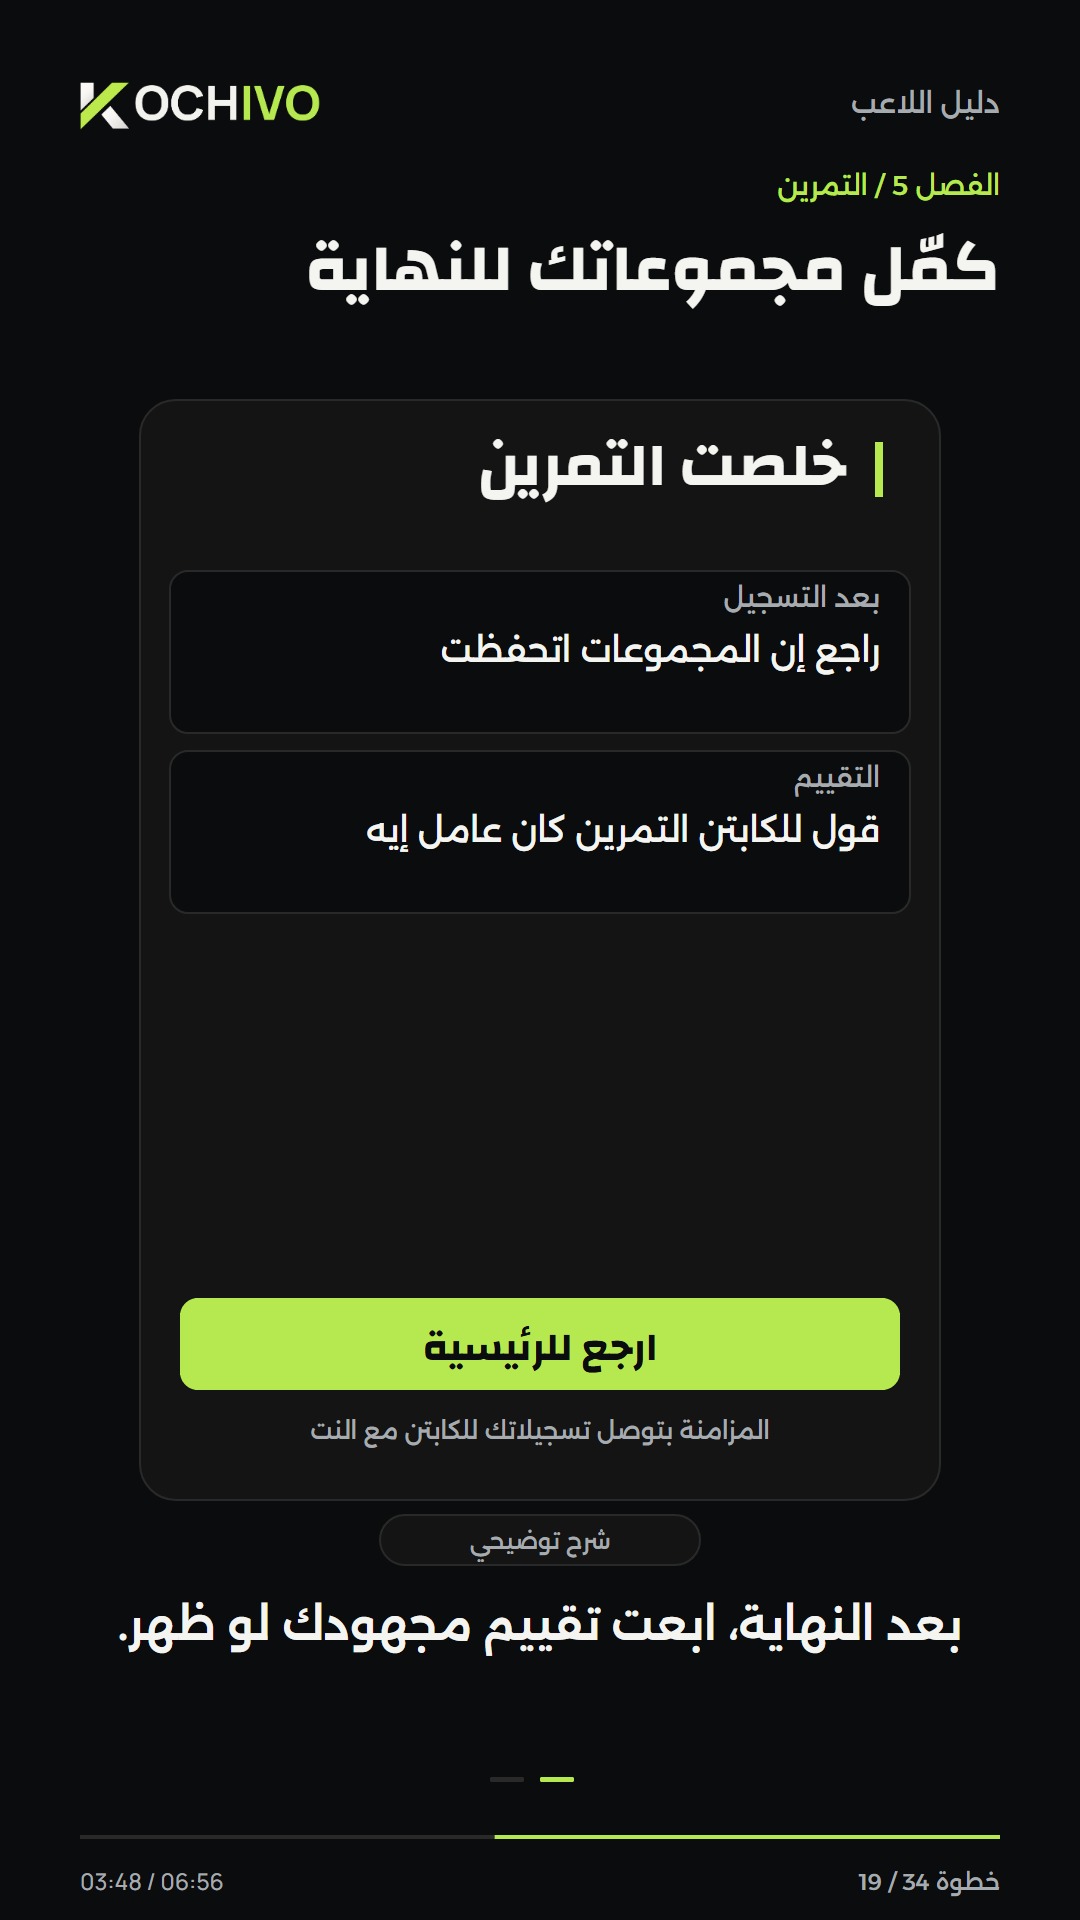 KOCHIVO
دليل اللاعب
الفصل 5 / التمرين
كمّل مجموعاتك للنهاية
خلصت التمرين
بعد التسجيل
راجع إن المجموعات اتحفظت
التقييم
قول للكابتن التمرين كان عامل إيه
ارجع للرئيسية
المزامنة بتوصل تسجيلاتك للكابتن مع النت
شرح توضيحي
بعد النهاية، ابعت تقييم مجهودك لو ظهر.
خطوة 34 / 19
03:48 / 06:56